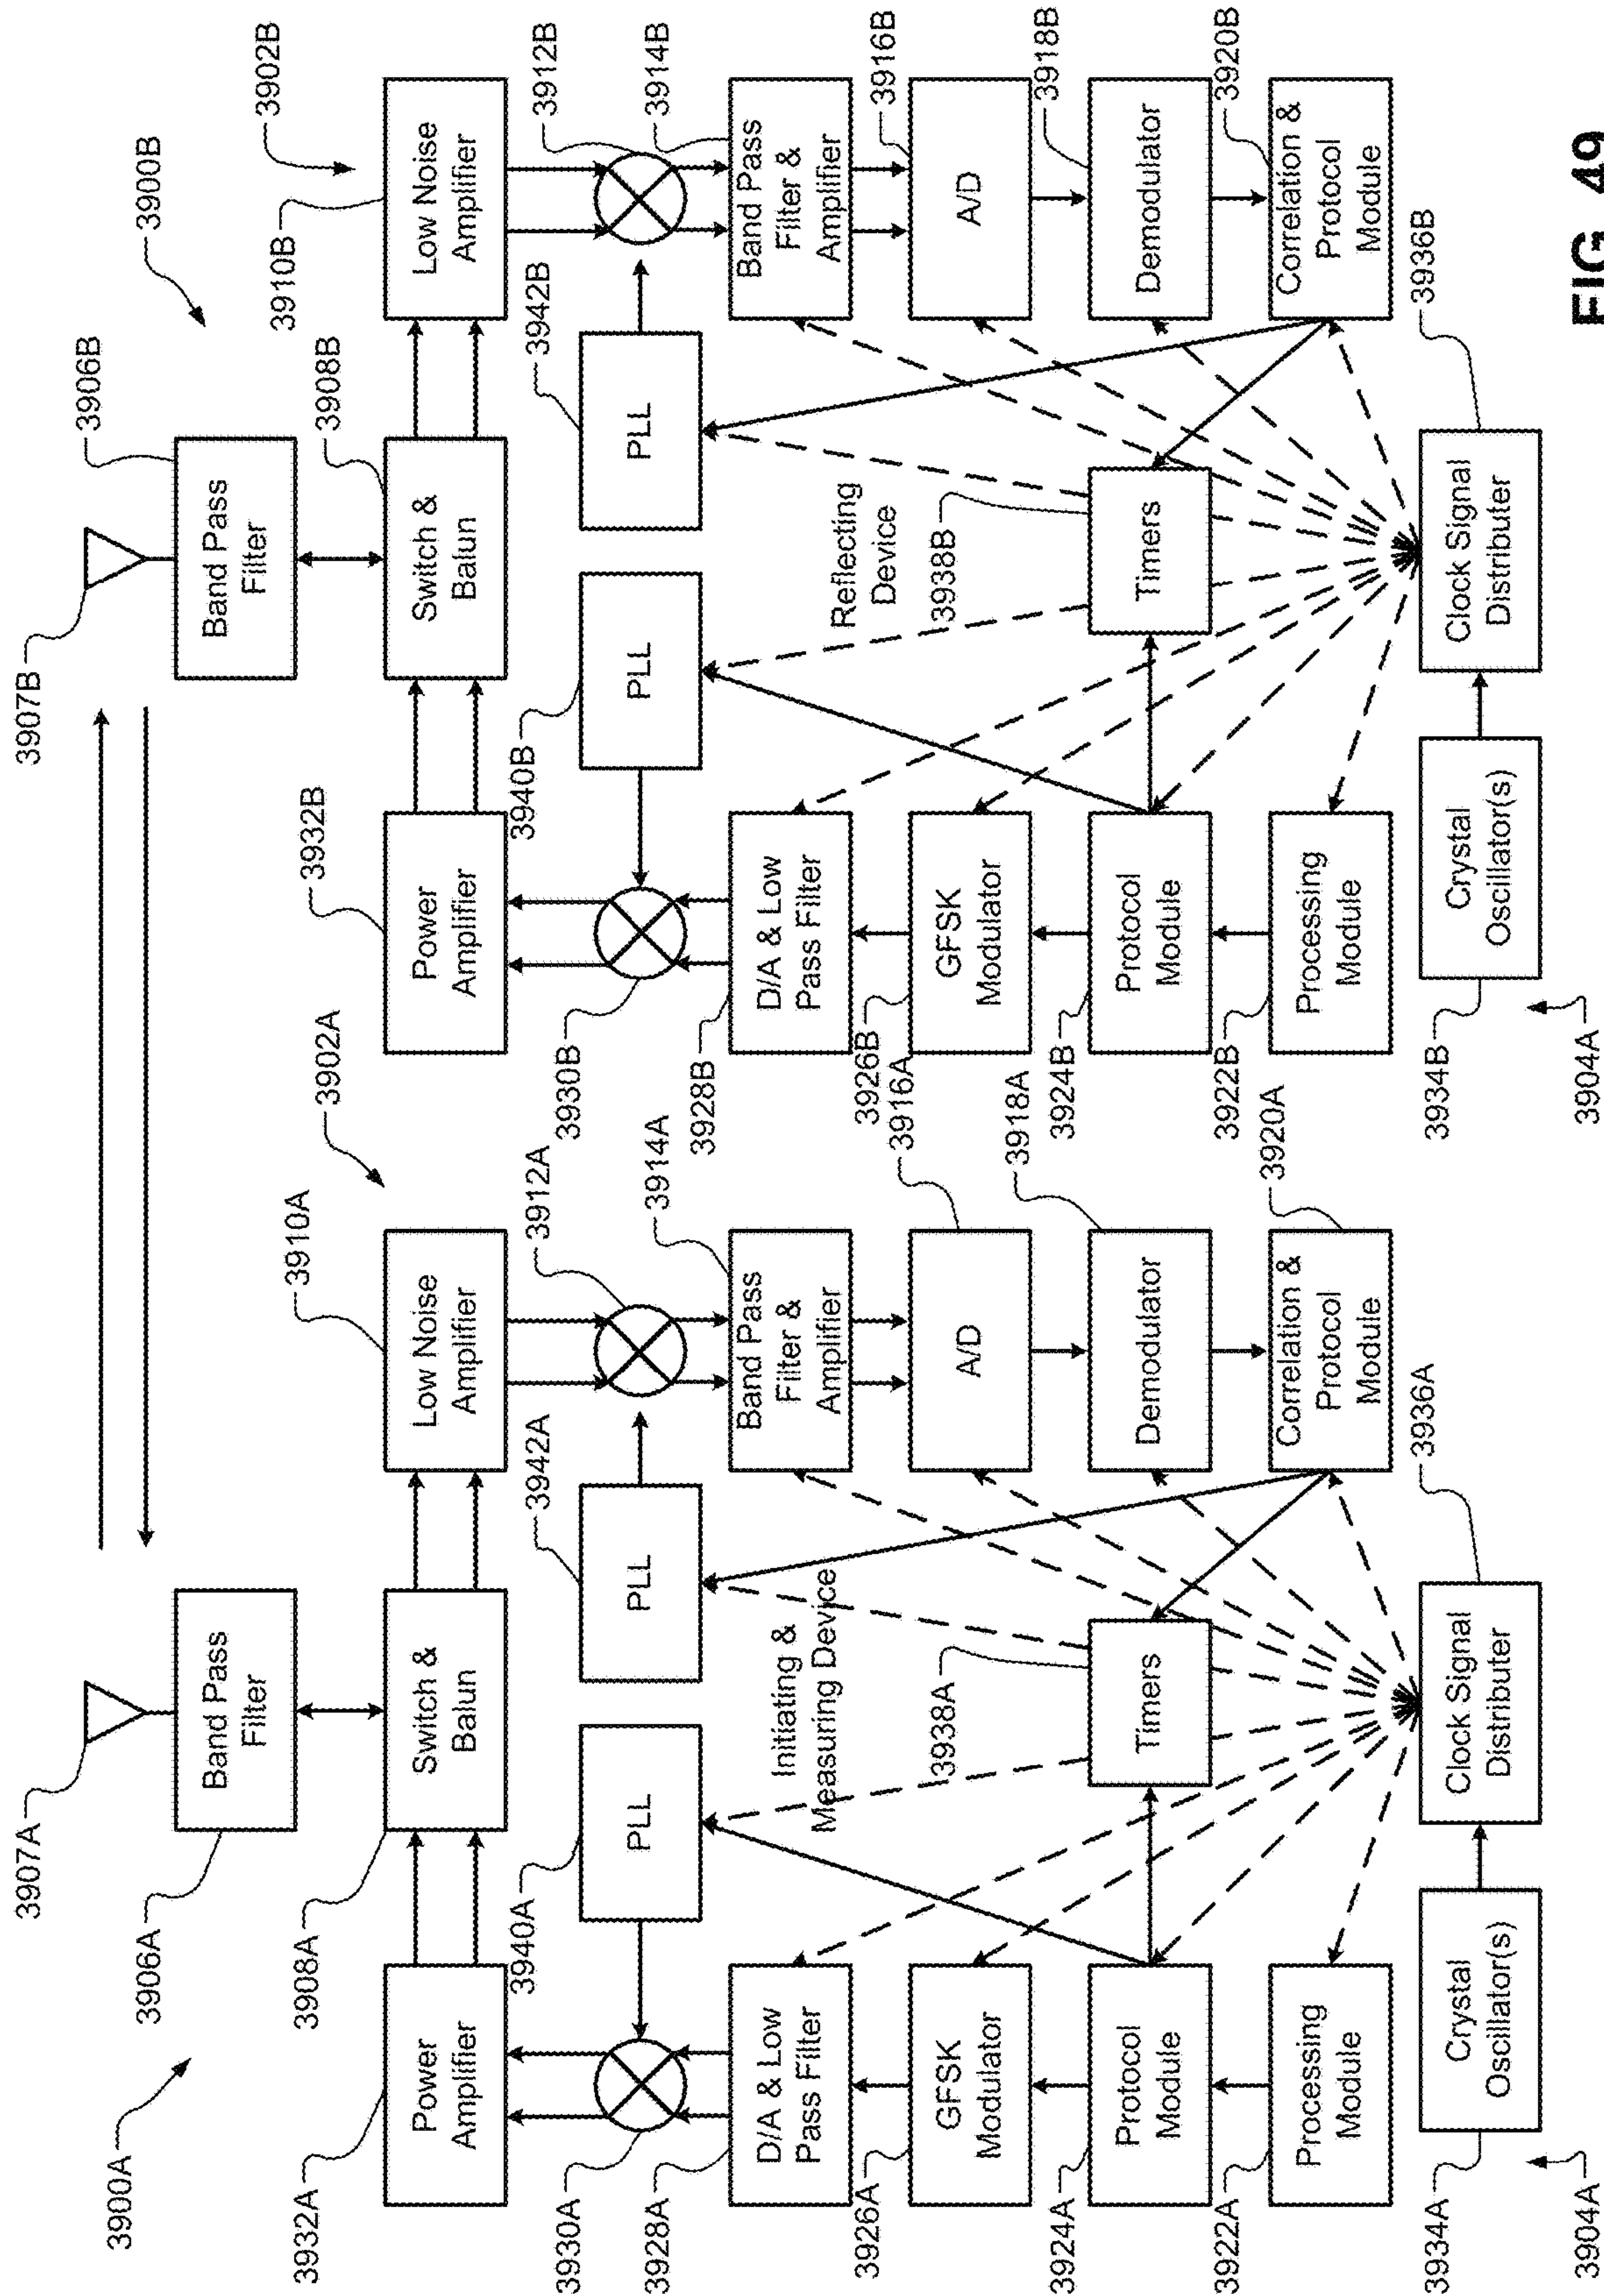 3900A
3907A
3906A
Band Pass
Filter
3908A
Switch &
Balun
3932A
Power
Amplifier
3910A
Low Noise
Amplifier
3902A
3940A
PLL
3942A
PLL
3930A
3912A
3914A
3928A
D/A & Low
Pass Filter
Initiating &
Measuring Device
Band Pass
Filter &
Amplifier
3916A
3926A
GFSK
Modulator
3938A
A/D
3918A
3924A
Protocol
Module
Timers
Demodulator
3920A
3922A
Processing
Module
Correlation &
Protocol
Module
3936A
3934A
Crystal
Oscillator(s)
Clock Signal
Distributer
3904A
3900B
3907B
3906B
Band Pass
Filter
3908B
Switch &
Balun
3932B
Power
Amplifier
3910B
Low Noise
Amplifier
3902B
3940B
PLL
3942B
PLL
3930B
3912B
3914B
3928B
D/A & Low
Pass Filter
Reflecting
Device
Band Pass
Filter &
Amplifier
3916B
3926B
GFSK
Modulator
3938B
A/D
3918B
3924B
Protocol
Module
Timers
Demodulator
3920B
3922B
Processing
Module
Correlation &
Protocol
Module
3936B
3934B
Crystal
Oscillator(s)
Clock Signal
Distributer
3904A
FIG. 49